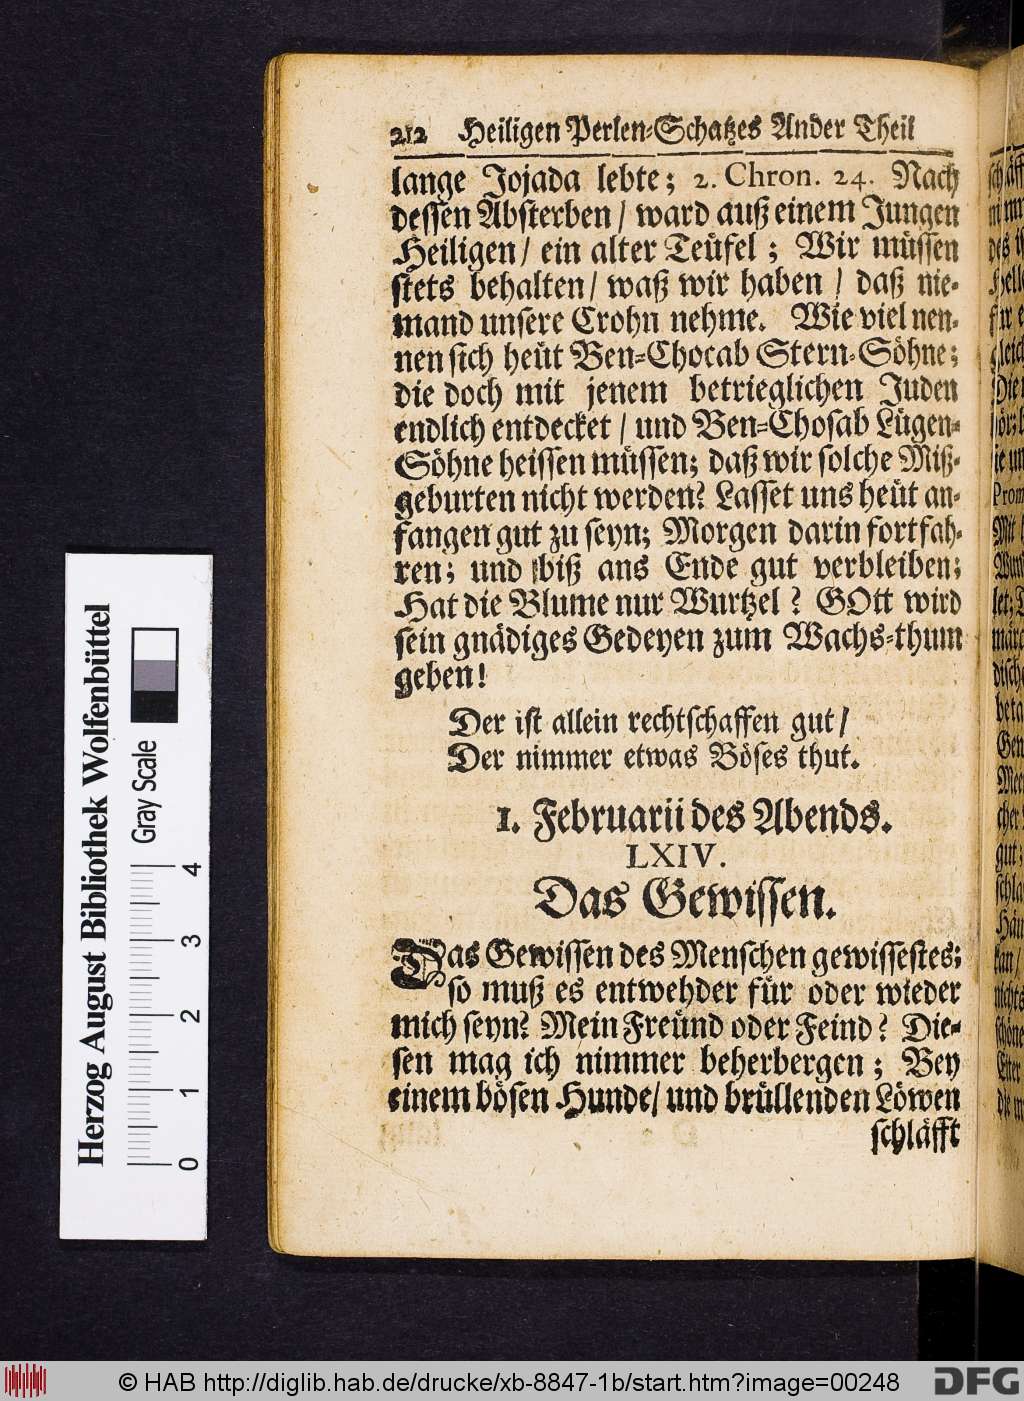 212 Heiligen Perlen-Schatzes Ander Theil
lange Jojada lebte; 2. Chron. 24. Nach
dessen Absterben / ward auß einem Jungen
Heiligen / ein alter Teüfel; Wir müssen
stets behalten / waß wir haben / daß nie-
mand unsere Crohn nehme. Wie viel nen-
nen sich heüt Ben-Chocab Stern-Söhne;
die doch mit jenem betrieglichen Juden
endlich entdecket / und Ben-Chosab Lügen-
Söhne heissen müssen; daß wir solche Miß-
geburten nicht werden? Lasset uns heüt an-
fangen gut zu seyn; Morgen darin fortfah-
ren; und biß ans Ende gut verbleiben;
Hat die Blume nur Wurtzel? GOtt wird
sein gnädiges Gedeyen zum Wachs-thum
geben!
Der ist allein rechtschaffen gut /
Der nimmer etwas Böses thut.
1. Februarii des Abends.
LXIV.
Das Gewissen.
Das Gewissen des Menschen gewissestes;
so muß es entwehder für oder wieder
mich seyn? Mein Freünd oder Feind? Die-
sen mag ich nimmer beherbergen; Bey
einem bösen Hunde / und brüllenden Löwen
schläfft
Herzog August Bibliothek Wolfenbüttel
Gray Scale
0 1 2 3 4
© HAB http://diglib.hab.de/drucke/xb-8847-1b/start.htm?image=00248
DFG